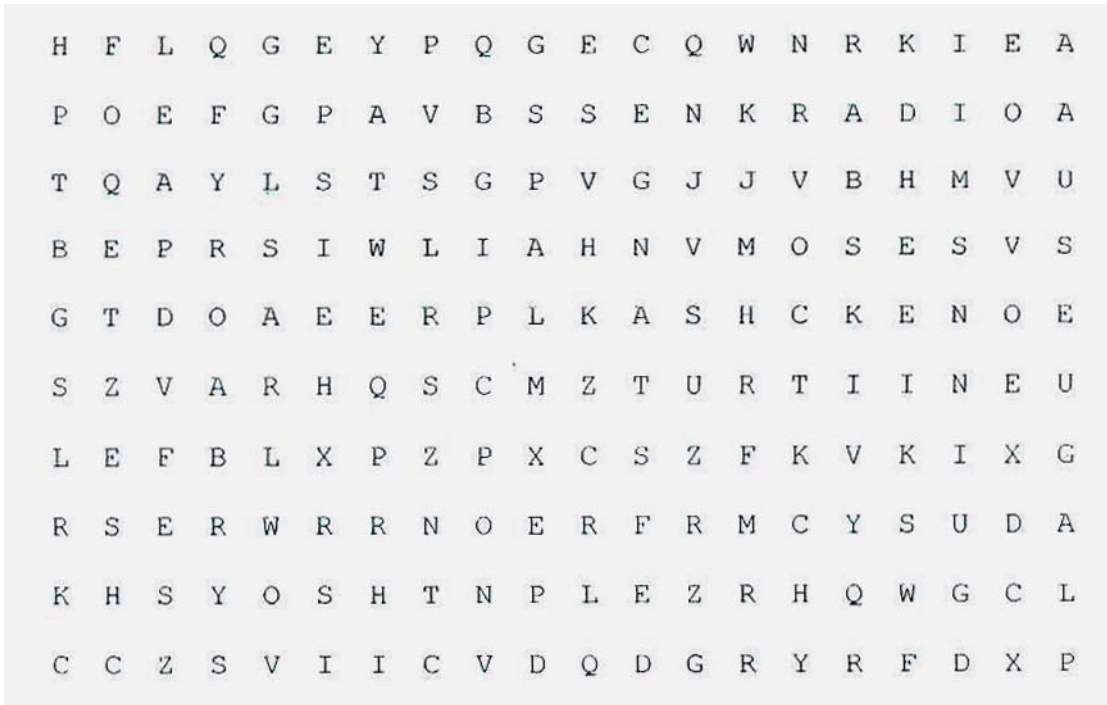 H F L Q G E Y P Q G E C Q W N R K I E A
P O E F G P A V B S S E N K R A D I O A
T Q A Y L S T S G P V G J J V B H M V U
B E P R S I W L I A H N V M O S E S V S
G T D O A E E R P L K A S H C K E N O E
S Z V A R H Q S C M Z T U R T I I N E U
L E F B L X P Z P X C S Z F K V K I X G
R S E R W R R N O E R F R M C Y S U D A
K H S Y O S H T N P L E Z R H Q W G C L
C C Z S V I I C V D Q D G R Y R F D X P